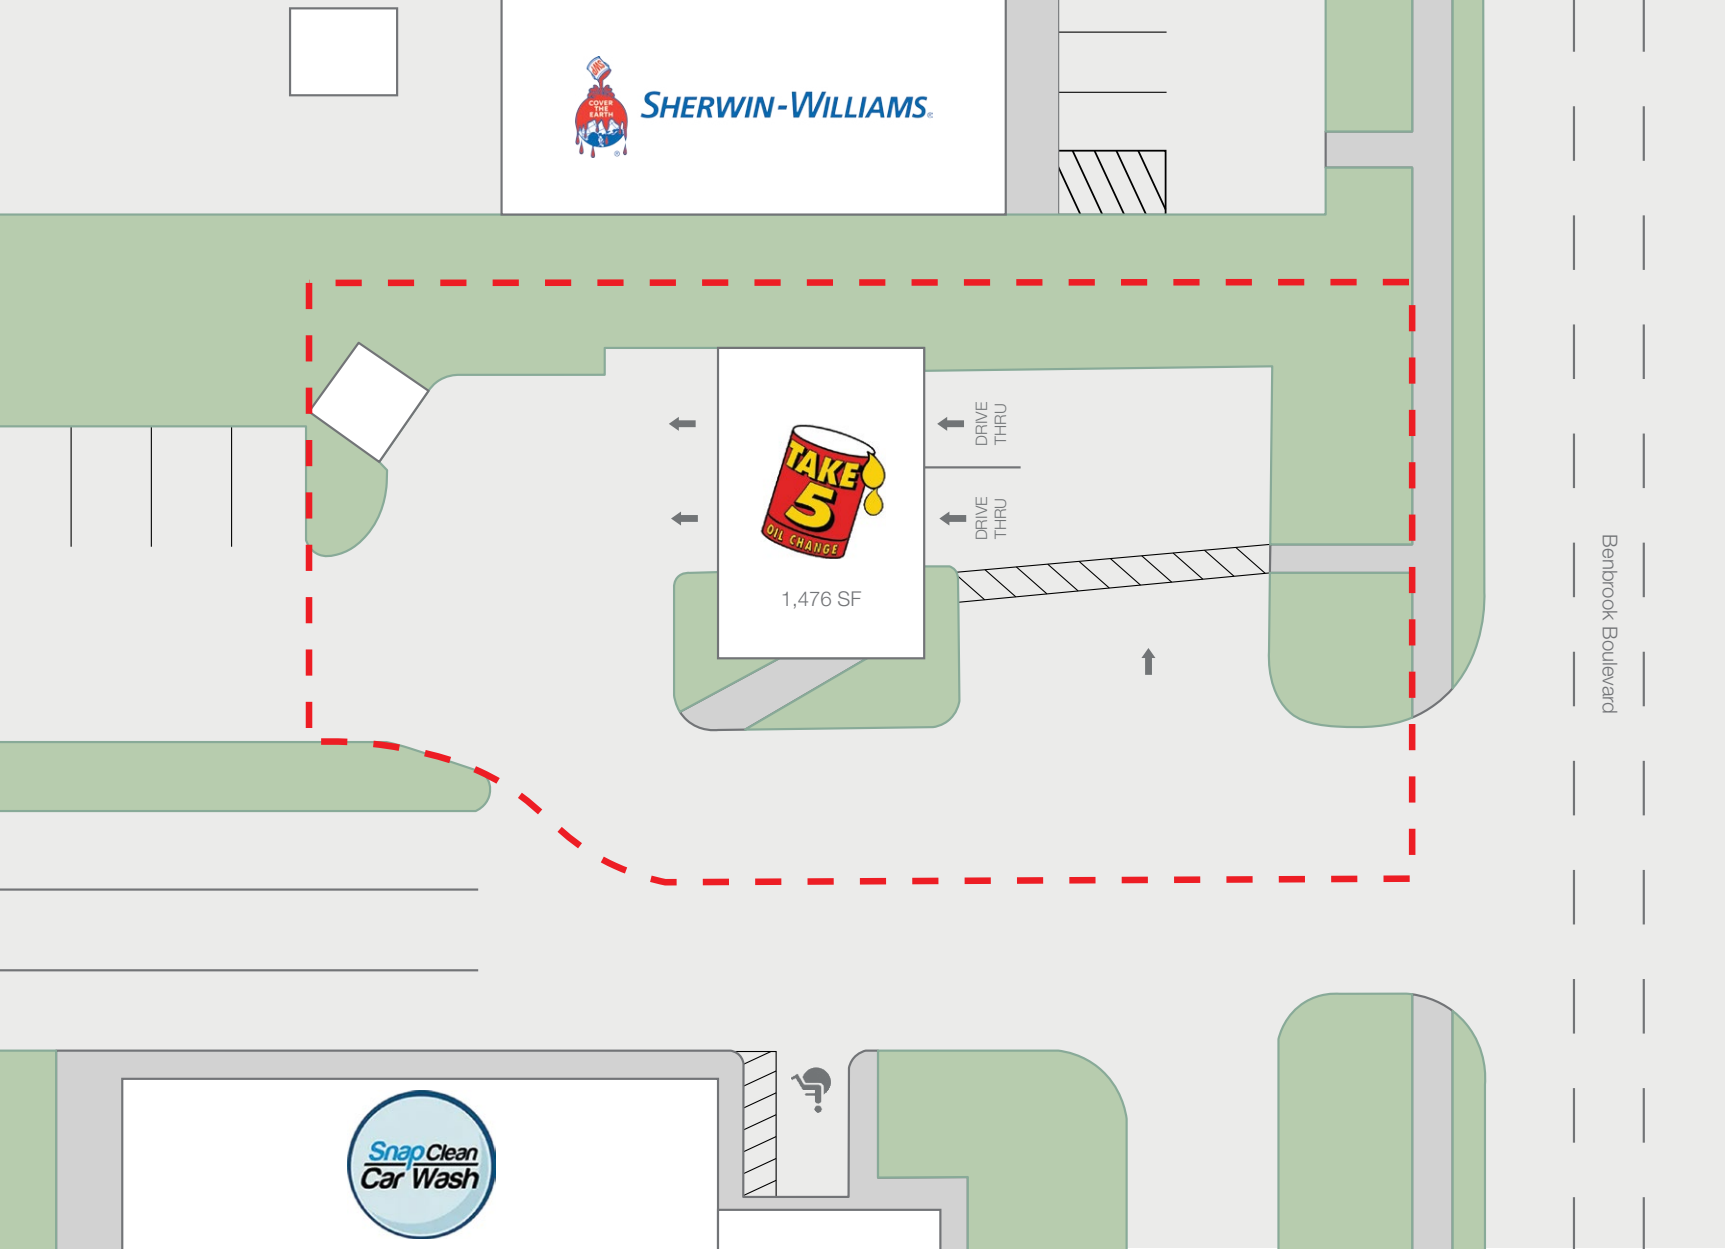 SWP
COVER
THE
EARTH
®
SHERWIN-WILLIAMS®
DRIVE
THRU
TAKE
5
OIL CHANGE
DRIVE
THRU
1,476 SF
Benbrook Boulevard
Snap Clean
Car Wash